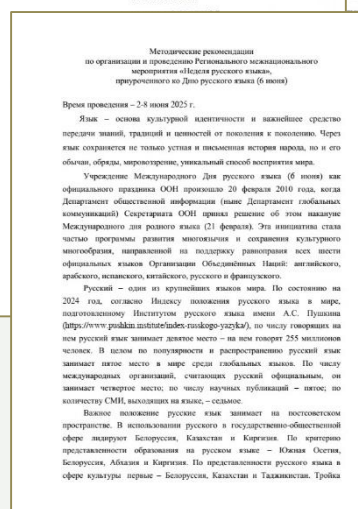 Методические рекомендации
по организации и проведению Регионального межнационального
мероприятия «Неделя русского языка»,
приуроченного ко Дню русского языка (6 июня)
Время проведения – 2-8 июня 2025 г.
Язык – основа культурной идентичности и важнейшее средство
передачи знаний, традиций и ценностей от поколения к поколению. Через
язык сохраняется не только устная и письменная история народа, но и его
обычаи, обряды, мировоззрение, уникальный способ восприятия мира.
Учреждение Международного Дня русского языка (6 июня) как
официального праздника ООН произошло 20 февраля 2010 года, когда
Департамент общественной информации (ныне Департамент глобальных
коммуникаций) Секретариата ООН принял решение об этом накануне
Международного дня родного языка (21 февраля). Эта инициатива стала
частью программы развития многоязычия и сохранения культурного
многообразия, направленной на поддержку равноправия всех шести
официальных языков Организации Объединённых Наций: английского,
арабского, испанского, китайского, русского и французского.
Русский – один из крупнейших языков мира. По состоянию на
2024 год, согласно Индексу положения русского языка в мире,
подготовленному Институтом русского языка имени А.С. Пушкина
(https://www.pushkin.institute/index-russkogo-yazyka/), по числу говорящих на
нем русский язык занимает девятое место – на нем говорят 255 миллионов
человек. В целом по популярности и распространению русский язык
занимает пятое место в мире среди глобальных языков. По числу
международных организаций, считающих русский официальным, он
занимает четвертое место; по числу научных публикаций – пятое; по
количеству СМИ, выходящих на языке, – седьмое.
Важное положение русские язык занимает на постсоветском
пространстве. В использовании русского в государственно-общественной
сфере лидируют Белоруссия, Казахстан и Киргизия. По критерию
представленности образования на русском языке – Южная Осетия,
Белоруссия, Абхазия и Киргизия. По представленности русского языка в
сфере культуры первые – Белоруссия, Казахстан и Таджикистан. Тройка